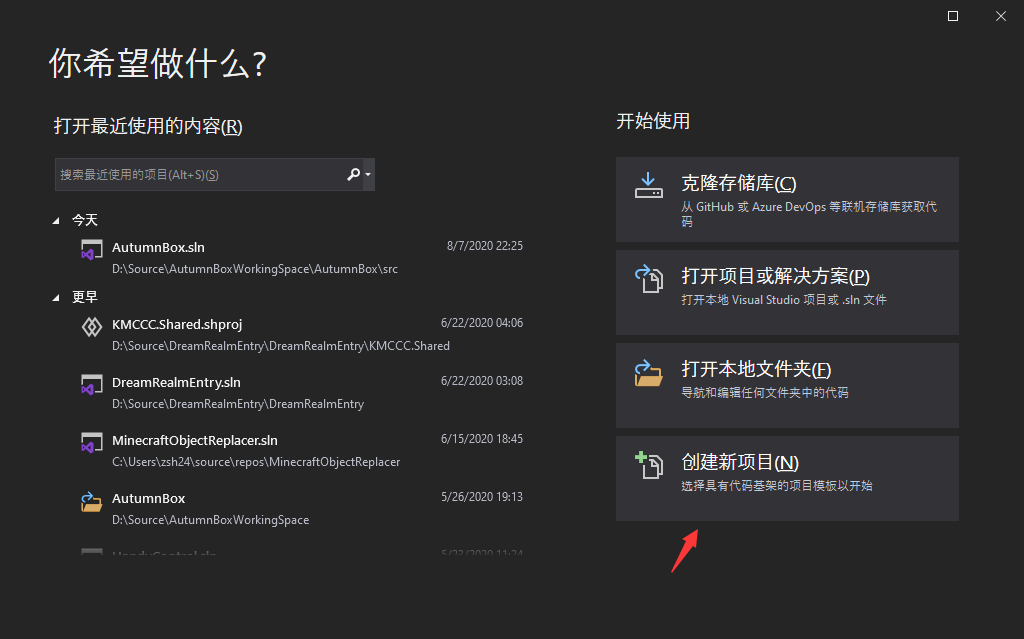 你希望做什么?
打开最近使用的内容(R)
搜索最近使用的项目(Alt+S)(S)
今天
AutumnBox.sln 8/7/2020 22:25
D:\Source\AutumnBoxWorkingSpace\AutumnBox\src
更早
KMCCC.Shared.shproj 6/22/2020 04:06
D:\Source\DreamRealmEntry\DreamRealmEntry\KMCCC.Shared
DreamRealmEntry.sln 6/22/2020 03:08
D:\Source\DreamRealmEntry\DreamRealmEntry
MinecraftObjectReplacer.sln 6/15/2020 18:45
C:\Users\zsh24\source\repos\MinecraftObjectReplacer
AutumnBox 5/26/2020 19:13
D:\Source\AutumnBoxWorkingSpace
开始使用
克隆存储库(C)
从 GitHub 或 Azure DevOps 等联机存储库获取代
码
打开项目或解决方案(P)
打开本地 Visual Studio 项目或 .sln 文件
打开本地文件夹(F)
导航和编辑任何文件夹中的代码
创建新项目(N)
选择具有代码基架的项目模板以开始